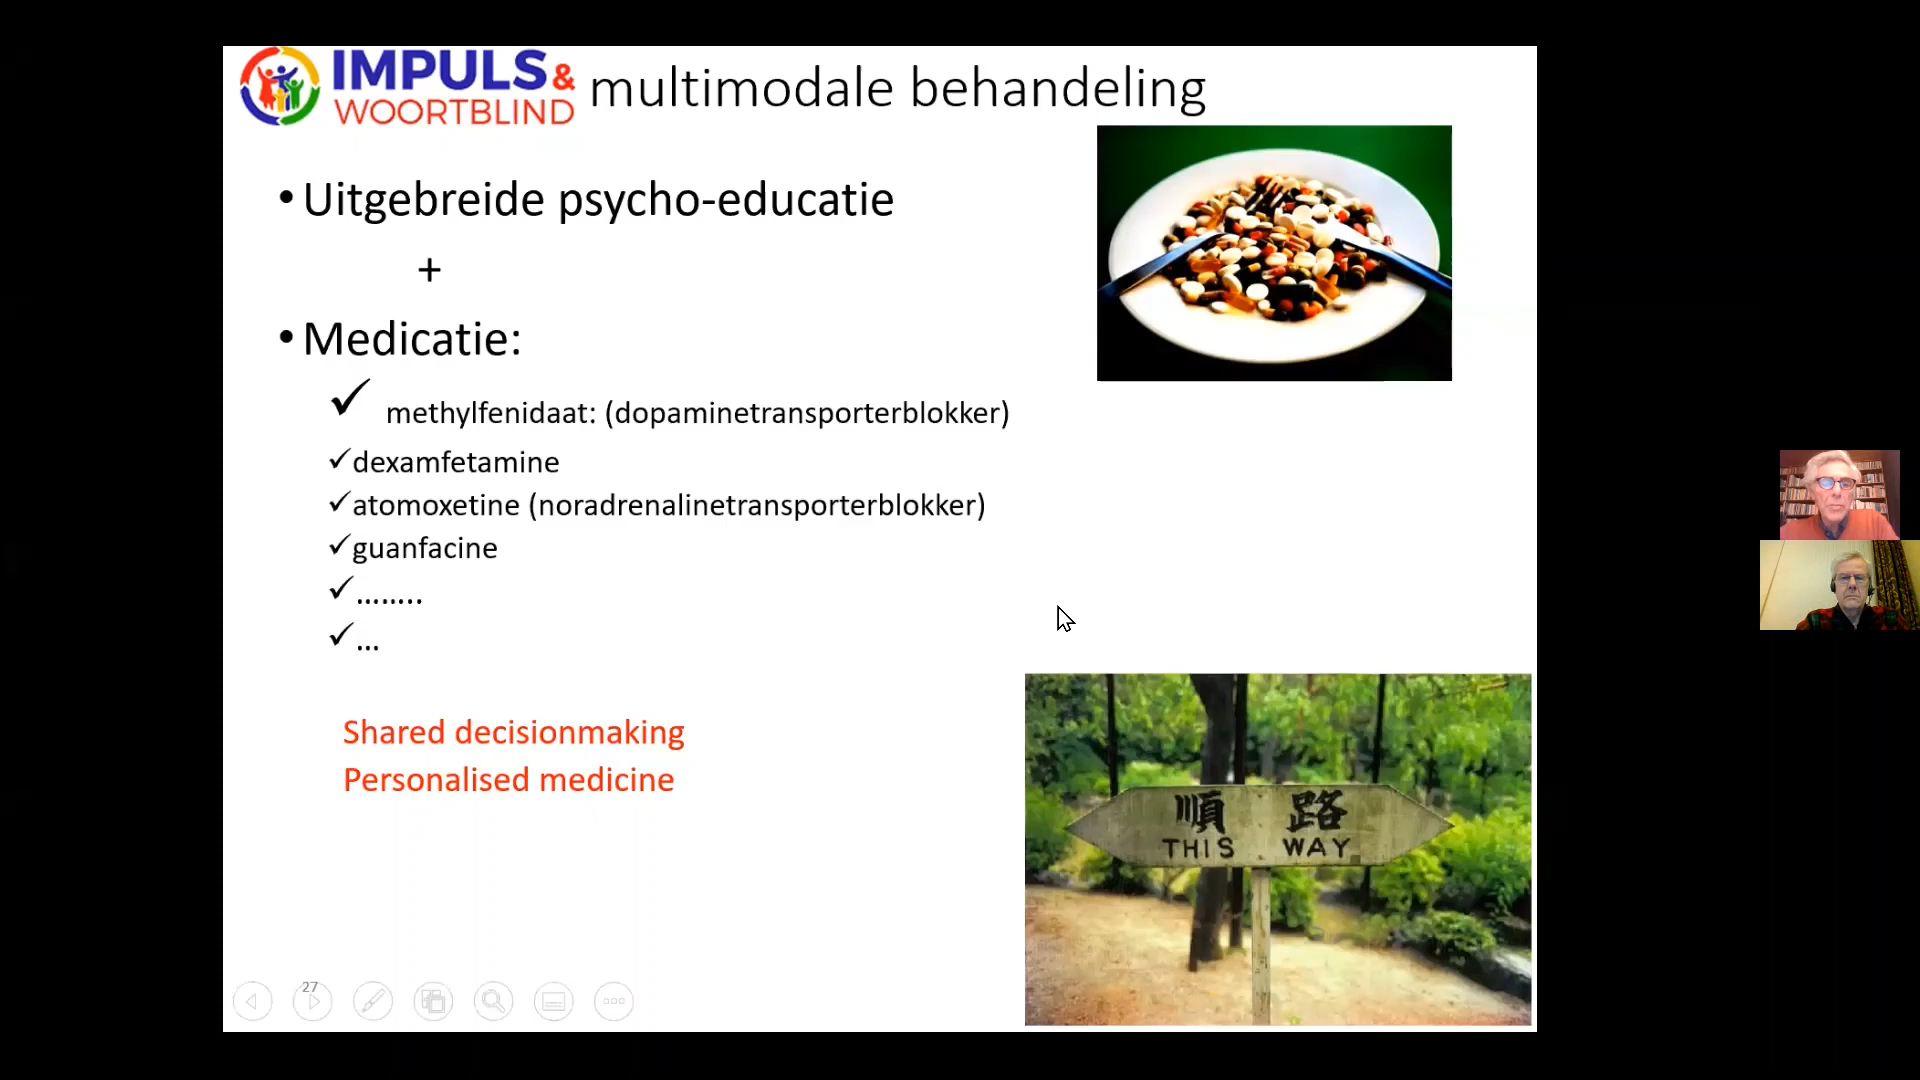 IMPULS &
WOORTBLIND
multimodale behandeling
• Uitgebreide psycho-educatie
+
• Medicatie:
✓ methylfenidaat: (dopaminetransporterblokker)
✓ dexamfetamine
✓ atomoxetine (noradrenalinetransporterblokker)
✓ guanfacine
✓ ........
✓ ...
Shared decisionmaking
Personalised medicine
順 路
THIS WAY
27